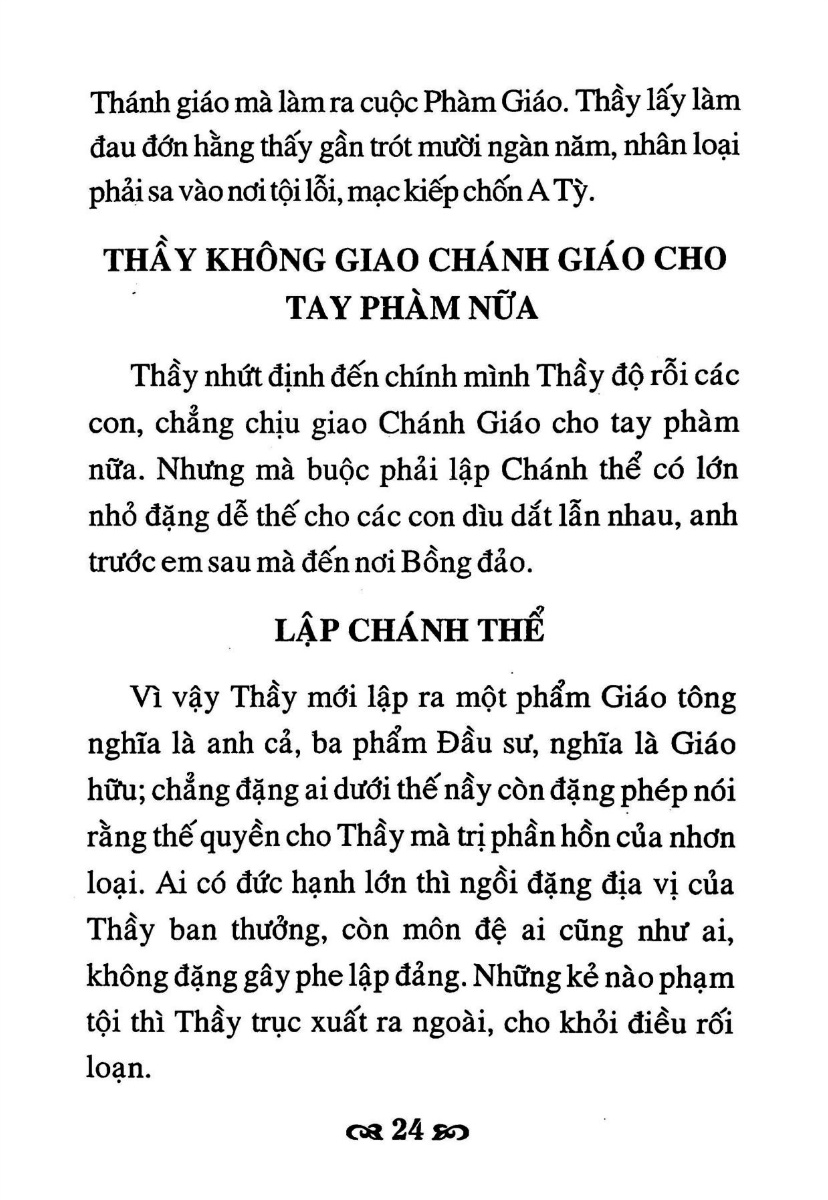 Thánh giáo mà làm ra cuộc Phàm Giáo. Thầy lấy làm
đau đớn hằng thấy gần trót mười ngàn năm, nhân loại
phải sa vào nơi tội lỗi, mạc kiếp chốn A Tỳ.
THẦY KHÔNG GIAO CHÁNH GIÁO CHO
TAY PHÀM NỮA
Thầy nhứt định đến chính mình Thầy độ rỗi các
con, chẳng chịu giao Chánh Giáo cho tay phàm
nữa. Nhưng mà buộc phải lập Chánh thể có lớn
nhỏ đặng dễ thế cho các con dìu dắt lẫn nhau, anh
trước em sau mà đến nơi Bồng đảo.
LẬP CHÁNH THỂ
Vì vậy Thầy mới lập ra một phẩm Giáo tông
nghĩa là anh cả, ba phẩm Đầu sư, nghĩa là Giáo
hữu; chẳng đặng ai dưới thế nầy còn đặng phép nói
rằng thế quyền cho Thầy mà trị phần hồn của nhơn
loại. Ai có đức hạnh lớn thì ngồi đặng địa vị của
Thầy ban thưởng, còn môn đệ ai cũng như ai,
không đặng gây phe lập đảng. Những kẻ nào phạm
tội thì Thầy trục xuất ra ngoài, cho khỏi điều rối
loạn.
24